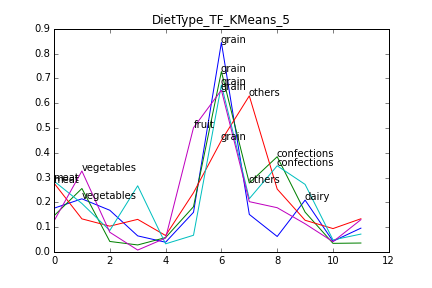 DietType_TF_KMeans_5
0.9
grain
0.8
0.7
grain
grain
grain
0.6
others
0.5
fruit
grain
0.4
confections
confections
vegetables
0.3
meat
meat
others
0.2
vegetables
dairy
0.1
0.0
0 2 4 6 8 10 12